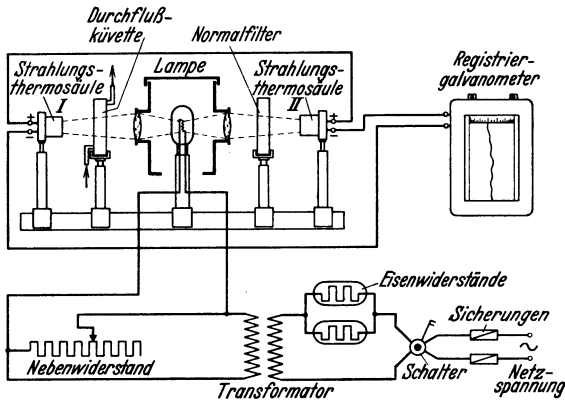 Durchfluß-
küvette
Normalfilter
Strahlungs-
thermosäule
I
Lampe
Strahlungs-
thermosäule
II
Registrier-
galvanometer
+
−
+
−
Eisenwiderstände
Sicherungen
Nebenwiderstand
Transformator
Schalter
~
Netz-
spannung